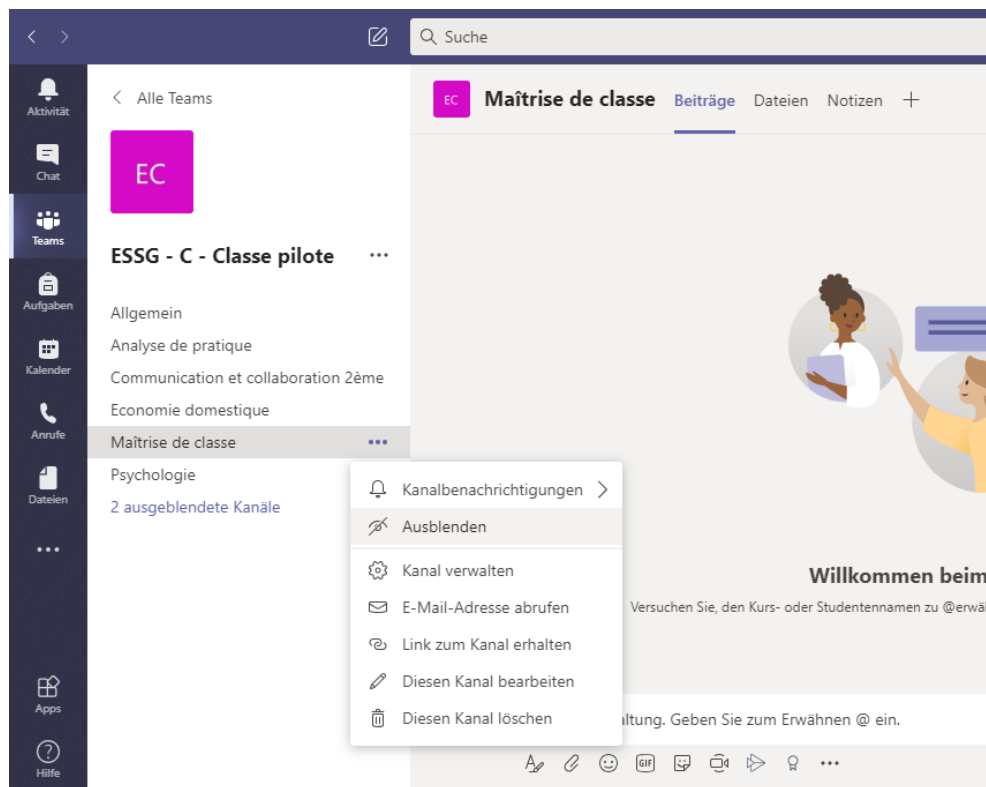 Suche
Aktivität
Chat
Teams
Aufgaben
Kalender
Anrufe
Dateien
Apps
Hilfe
Alle Teams
EC
ESSG - C - Classe pilote
Allgemein
Analyse de pratique
Communication et collaboration 2ème
Economie domestique
Maîtrise de classe
Psychologie
2 ausgeblendete Kanäle
Kanalbenachrichtigungen
Ausblenden
Kanal verwalten
E-Mail-Adresse abrufen
Link zum Kanal erhalten
Diesen Kanal bearbeiten
Diesen Kanal löschen
EC Maîtrise de classe Beiträge Dateien Notizen
Willkommen beim
Versuchen Sie, den Kurs- oder Studentennamen zu
Geben Sie zum Erwähnen @ ein.
GIF